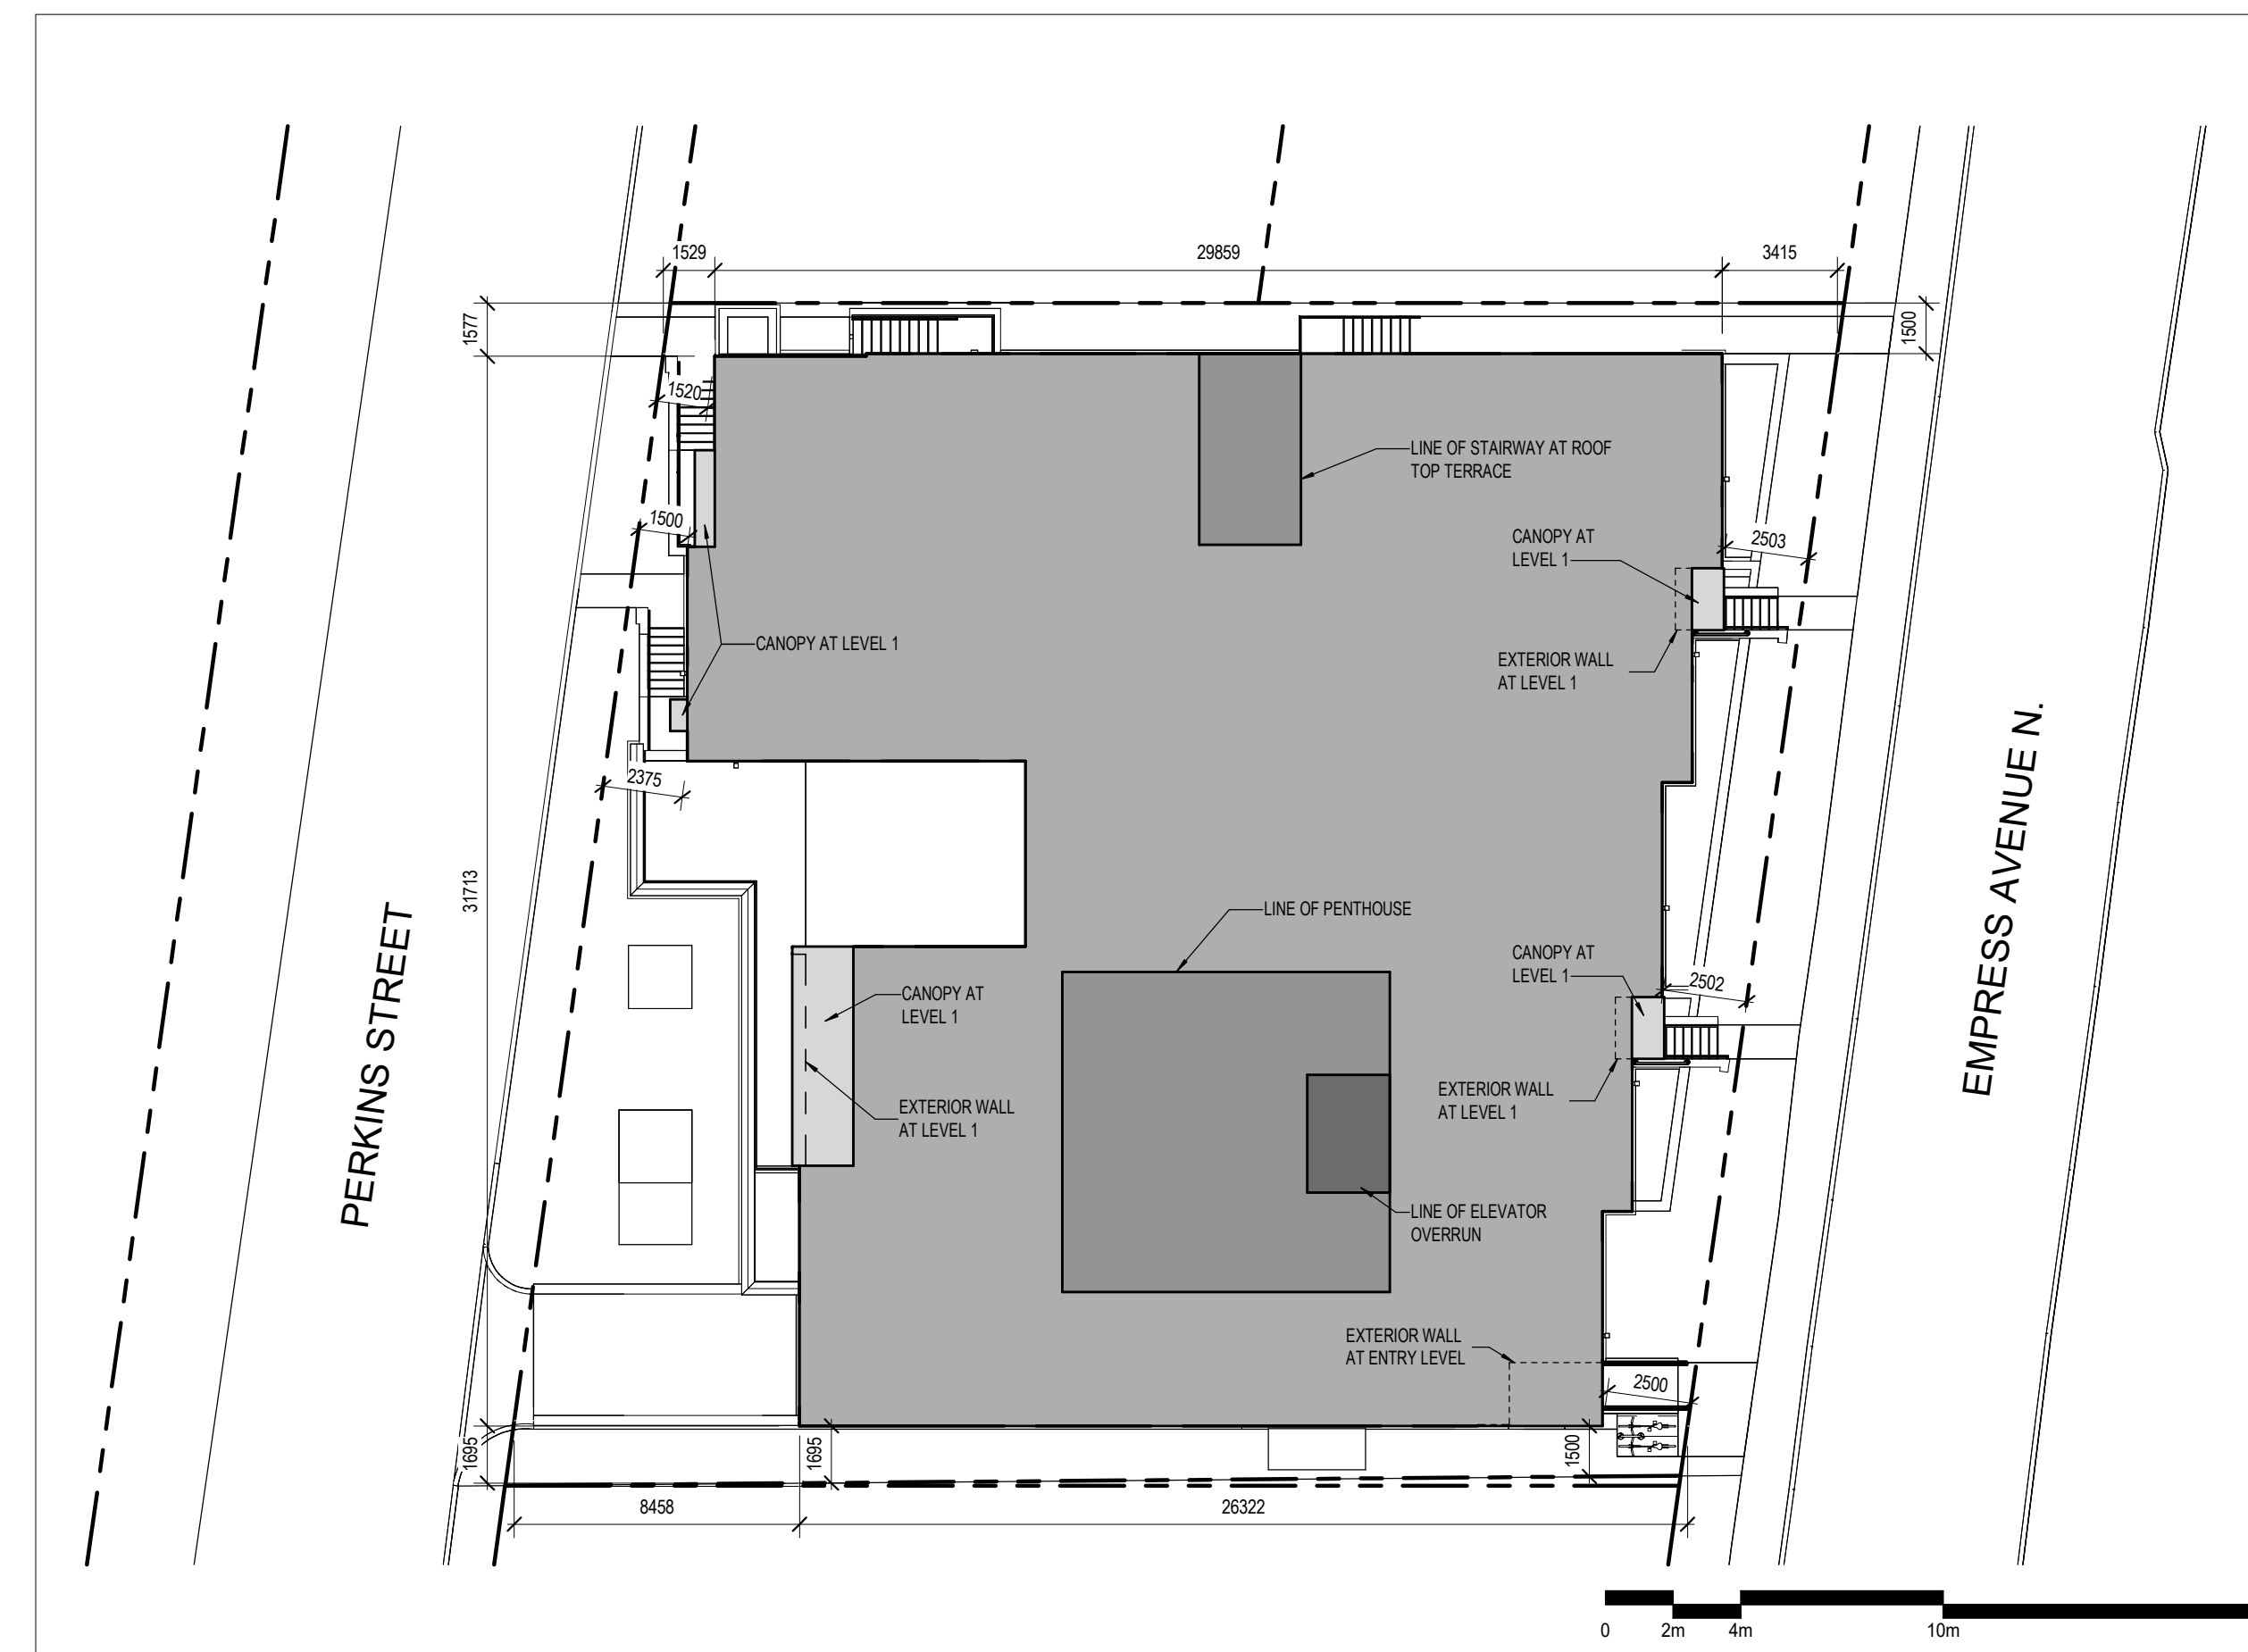 1529
29859
3415
1577
1500
1520
LINE OF STAIRWAY AT ROOF
TOP TERRACE
1500
CANOPY AT
LEVEL 1
2503
CANOPY AT LEVEL 1
EXTERIOR WALL
AT LEVEL 1
2375
EMPRESS AVENUE N.
31713
PERKINS STREET
LINE OF PENTHOUSE
CANOPY AT
LEVEL 1
CANOPY AT
LEVEL 1
2502
EXTERIOR WALL
AT LEVEL 1
EXTERIOR WALL
AT LEVEL 1
LINE OF ELEVATOR
OVERRUN
EXTERIOR WALL
AT ENTRY LEVEL
2500
1695
1695
1500
8458
26322
0 2m 4m 10m